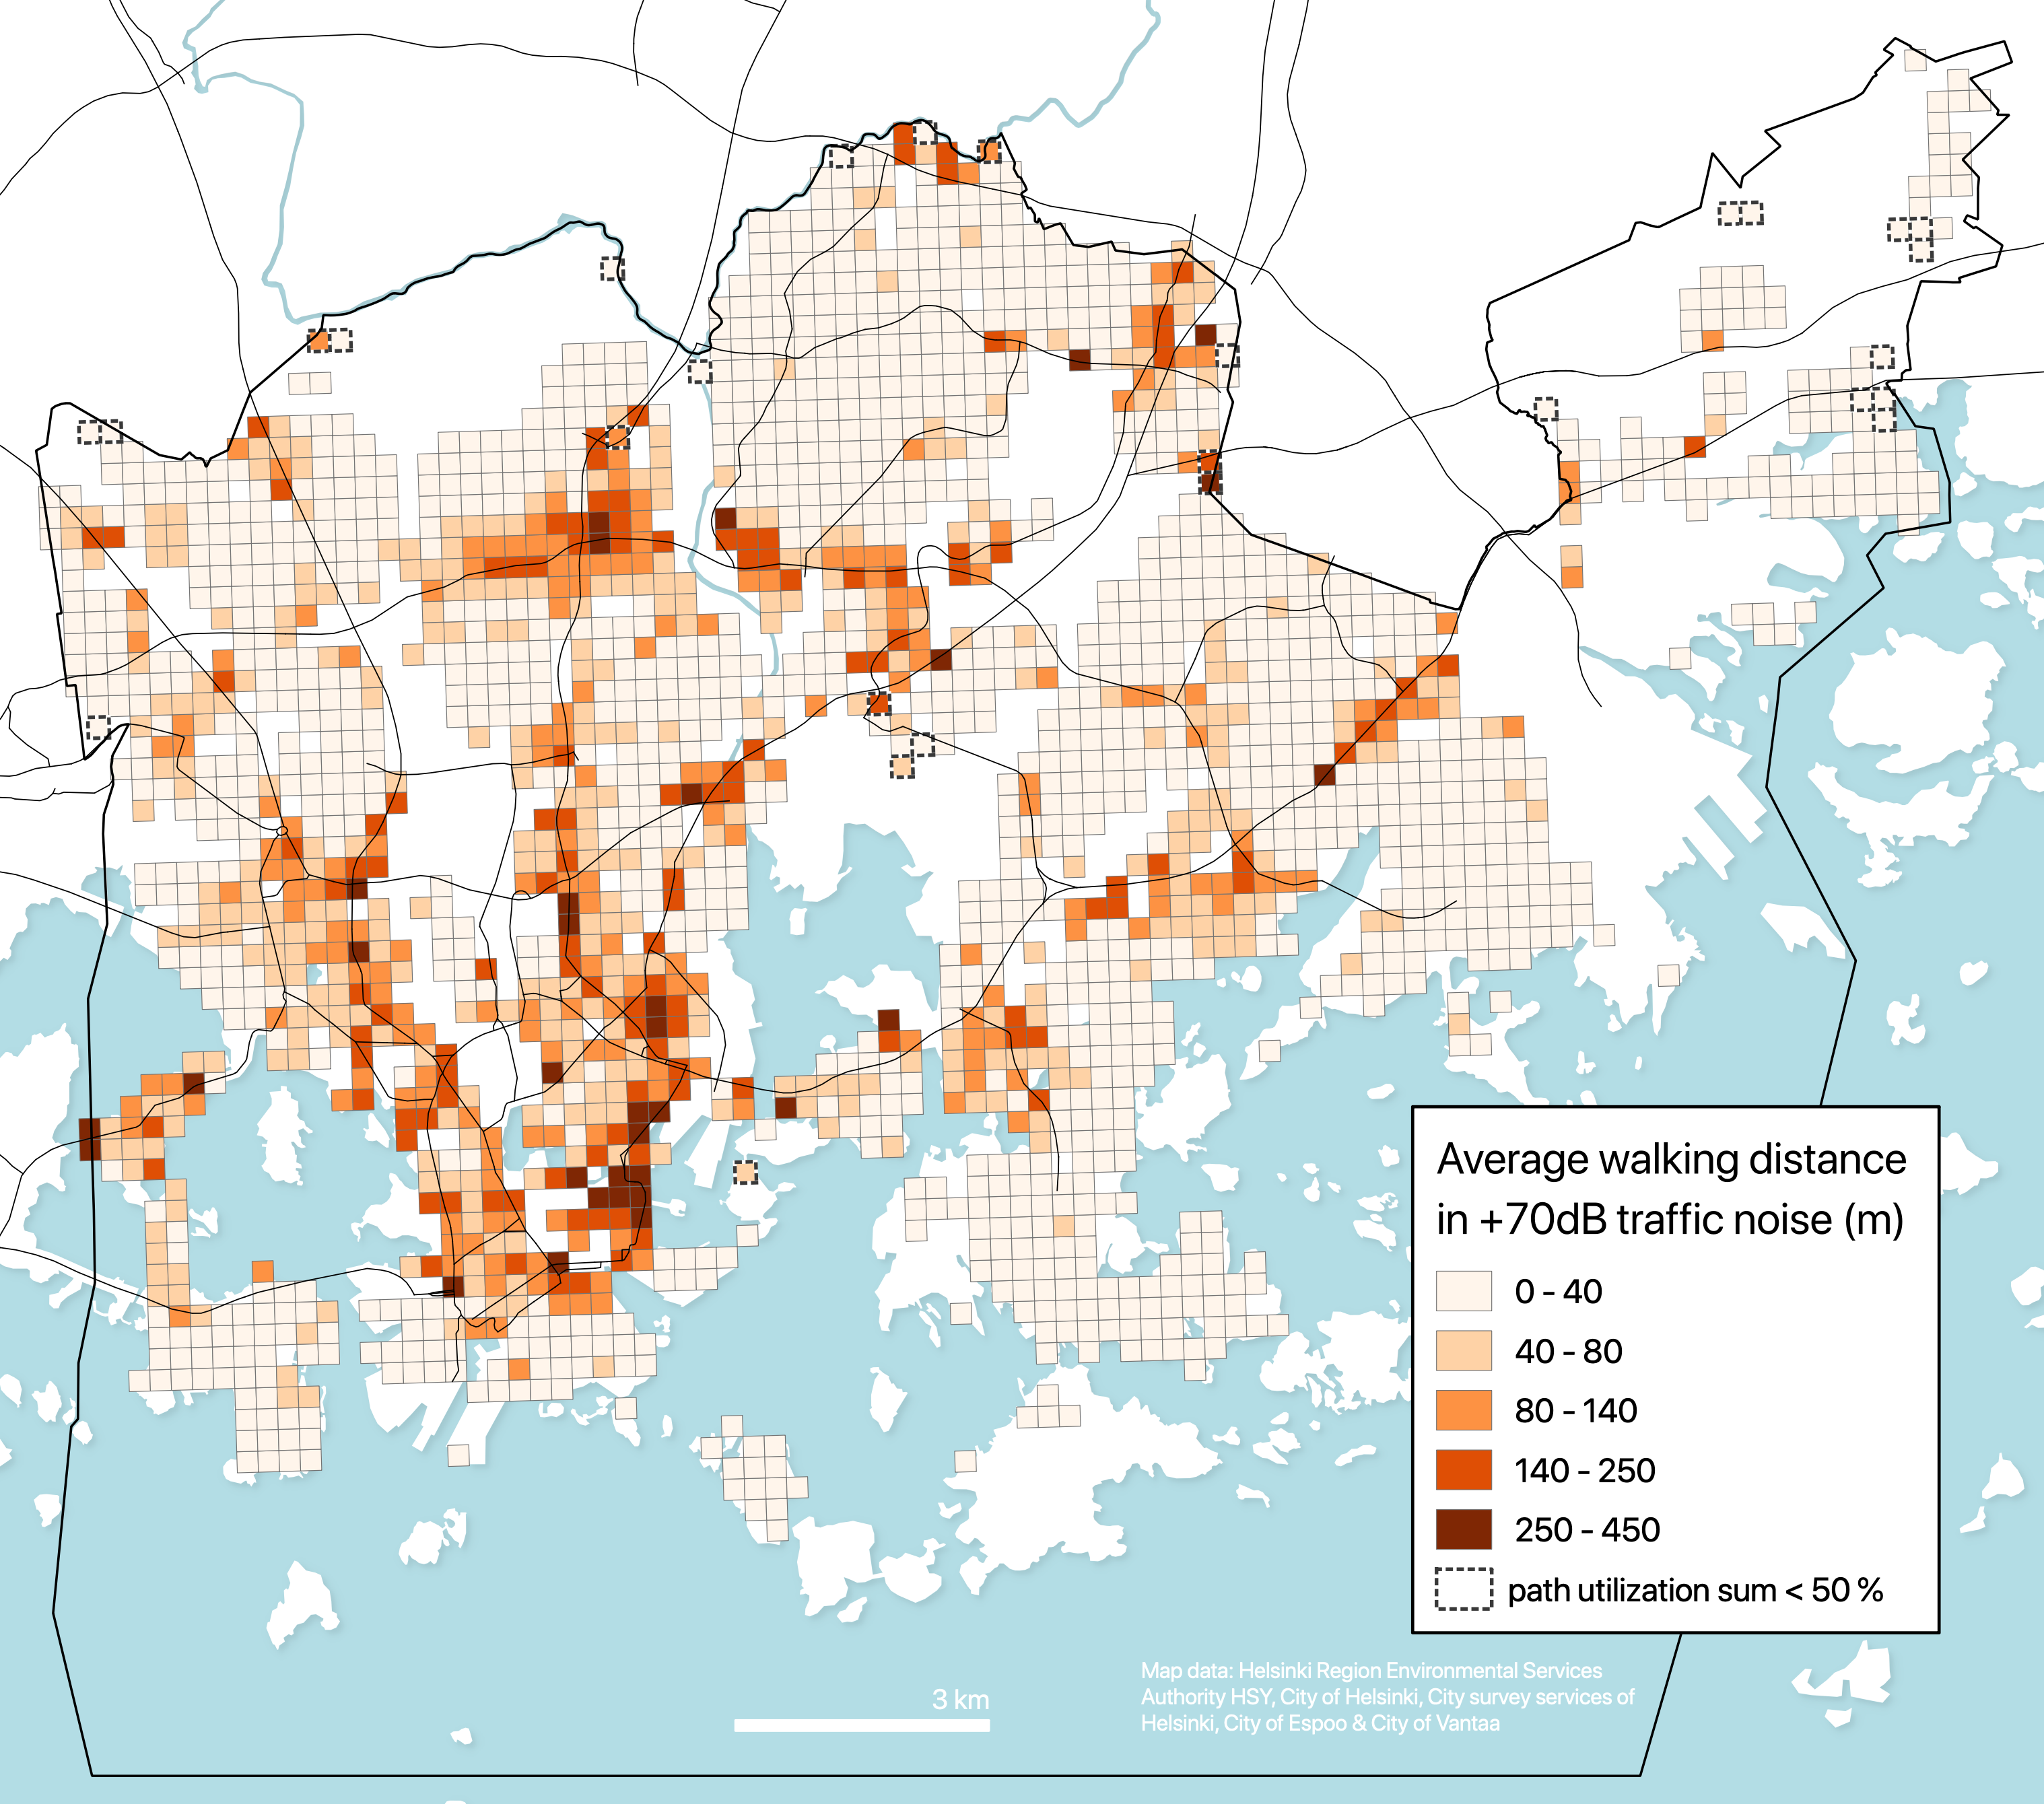 Average walking distance
in +70dB traffic noise (m)
0 - 40
40 - 80
80 - 140
140 - 250
250 - 450
path utilization sum < 50 %
3 km
Map data: Helsinki Region Environmental Services
Authority HSY, City of Helsinki, City survey services of
Helsinki, City of Espoo & City of Vantaa